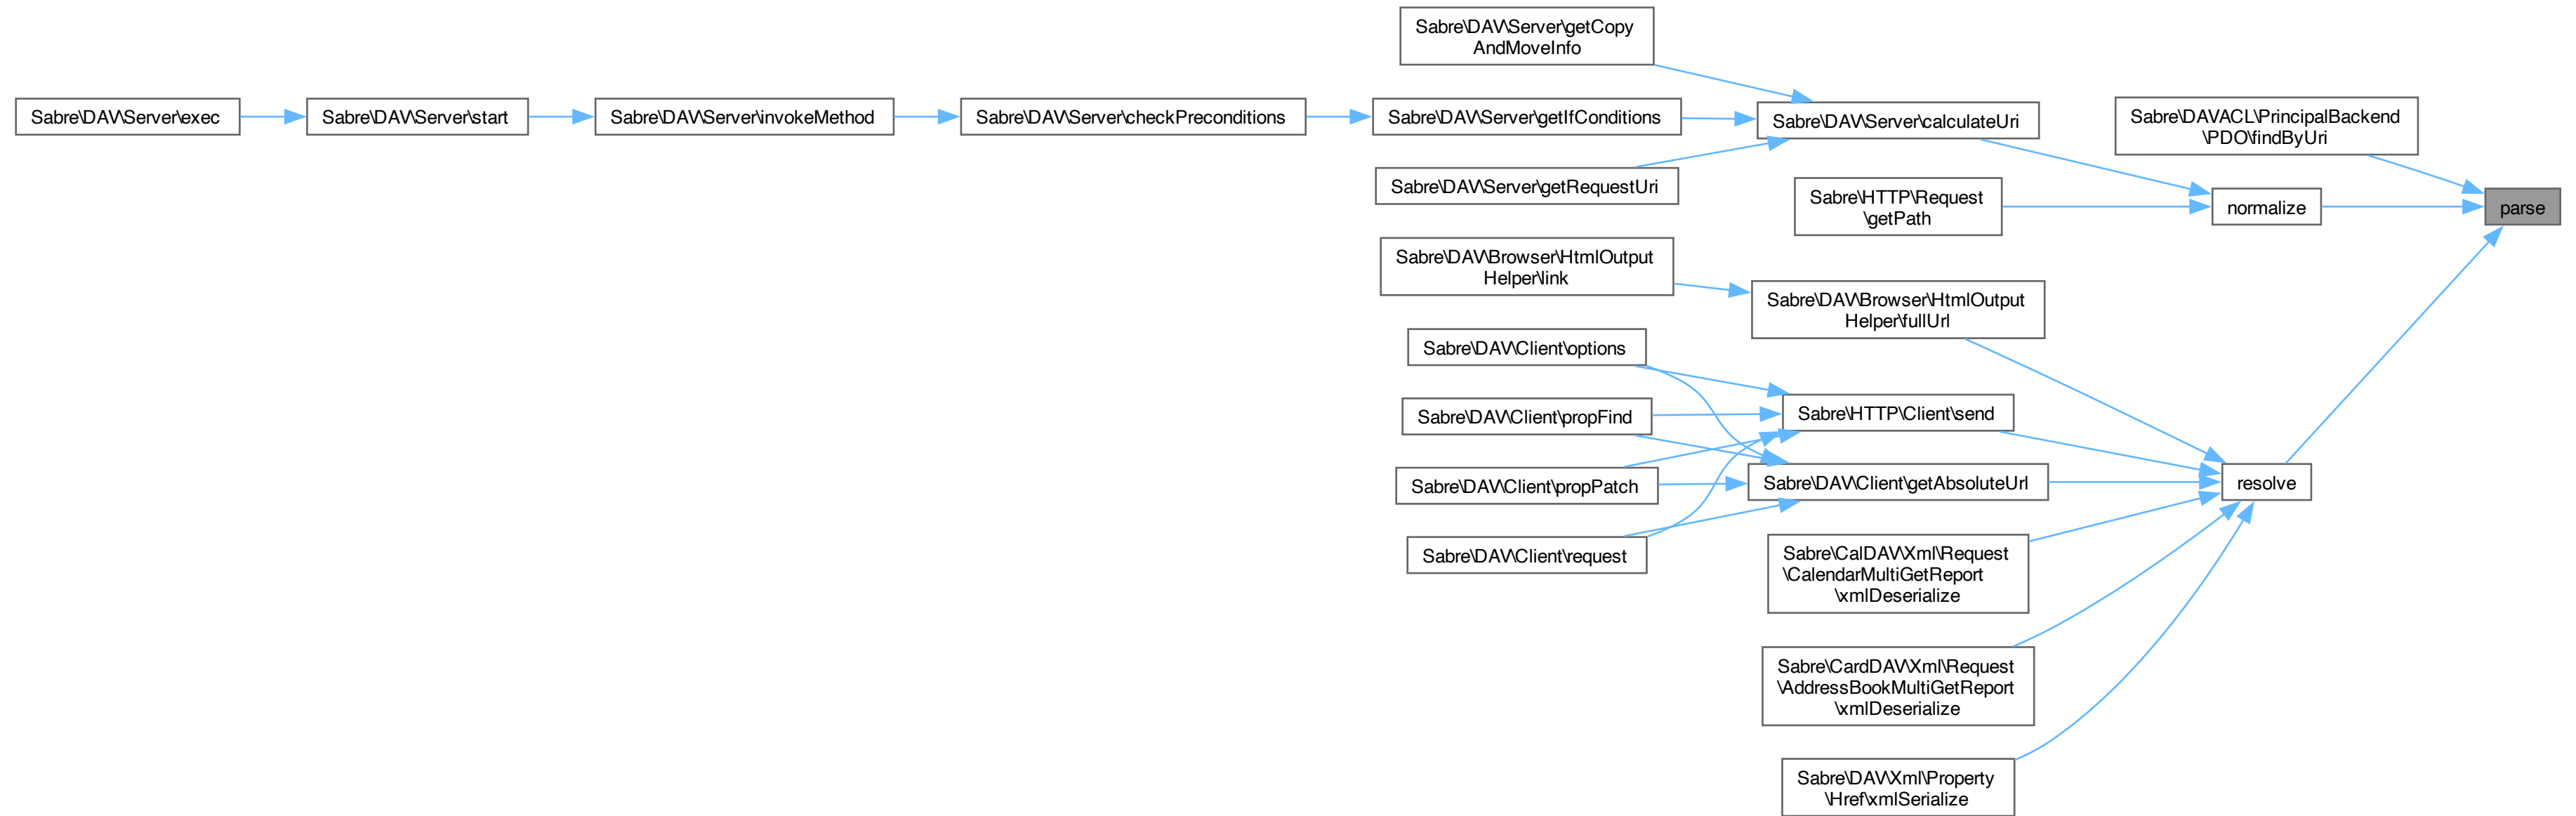 Sabre\DAV\Server\getCopy
AndMoveInfo
Sabre\DAV\Server\exec
Sabre\DAV\Server\start
Sabre\DAV\Server\invokeMethod
Sabre\DAV\Server\checkPreconditions
Sabre\DAV\Server\getIfConditions
Sabre\DAV\Server\calculateUri
Sabre\DAVACL\PrincipalBackend
\PDO\findByUri
Sabre\DAV\Server\getRequestUri
Sabre\HTTP\Request
\getPath
normalize
parse
Sabre\DAV\Browser\HtmlOutput
Helper\link
Sabre\DAV\Browser\HtmlOutput
Helper\fullUrl
Sabre\DAV\Client\options
Sabre\DAV\Client\propFind
Sabre\HTTP\Client\send
Sabre\DAV\Client\propPatch
Sabre\DAV\Client\getAbsoluteUrl
resolve
Sabre\DAV\Client\request
Sabre\CalDAV\Xml\Request
\CalendarMultiGetReport
\xmlDeserialize
Sabre\CardDAV\Xml\Request
\AddressBookMultiGetReport
\xmlDeserialize
Sabre\DAV\Xml\Property
\Href\xmlSerialize